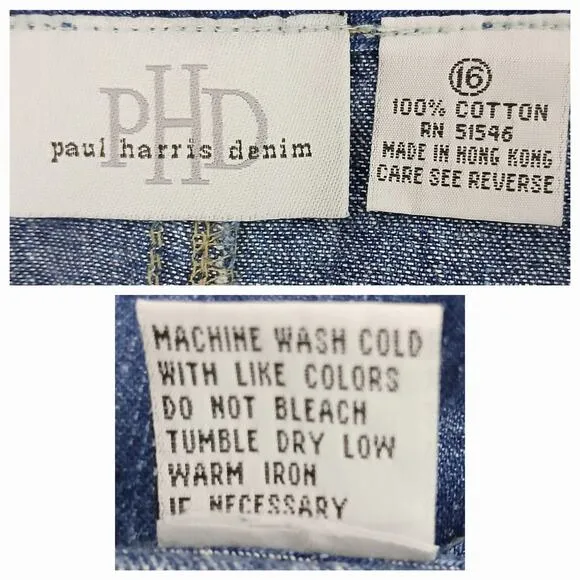 PHD
paul harris denim
16
100% COTTON
RN 51546
MADE IN HONG KONG
CARE SEE REVERSE
MACHINE WASH COLD
WITH LIKE COLORS
DO NOT BLEACH
TUMBLE DRY LOW
WARM IRON
IF NECESSARY